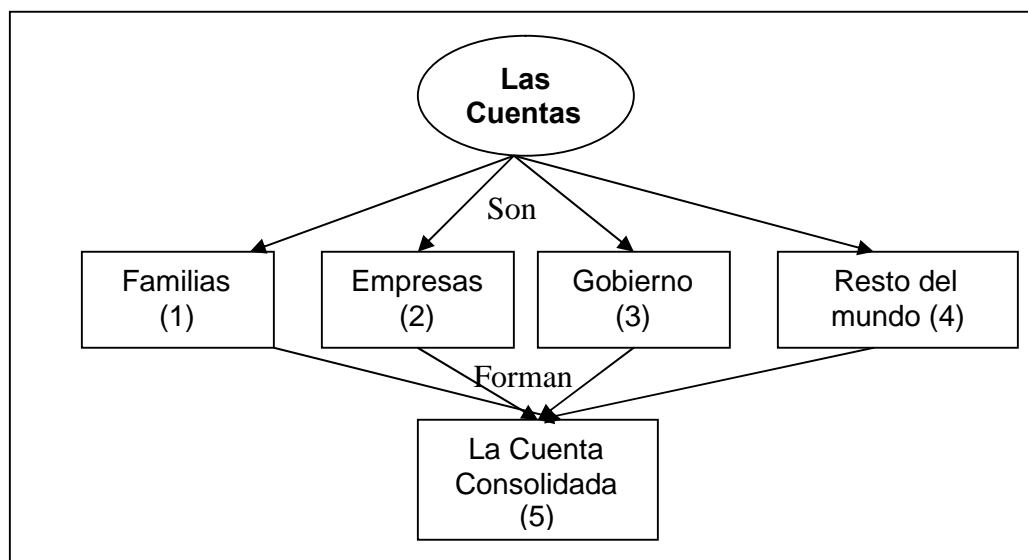 Las
Cuentas
Son
Familias
(1)
Empresas
(2)
Gobierno
(3)
Resto del
mundo (4)
Forman
La Cuenta
Consolidada
(5)